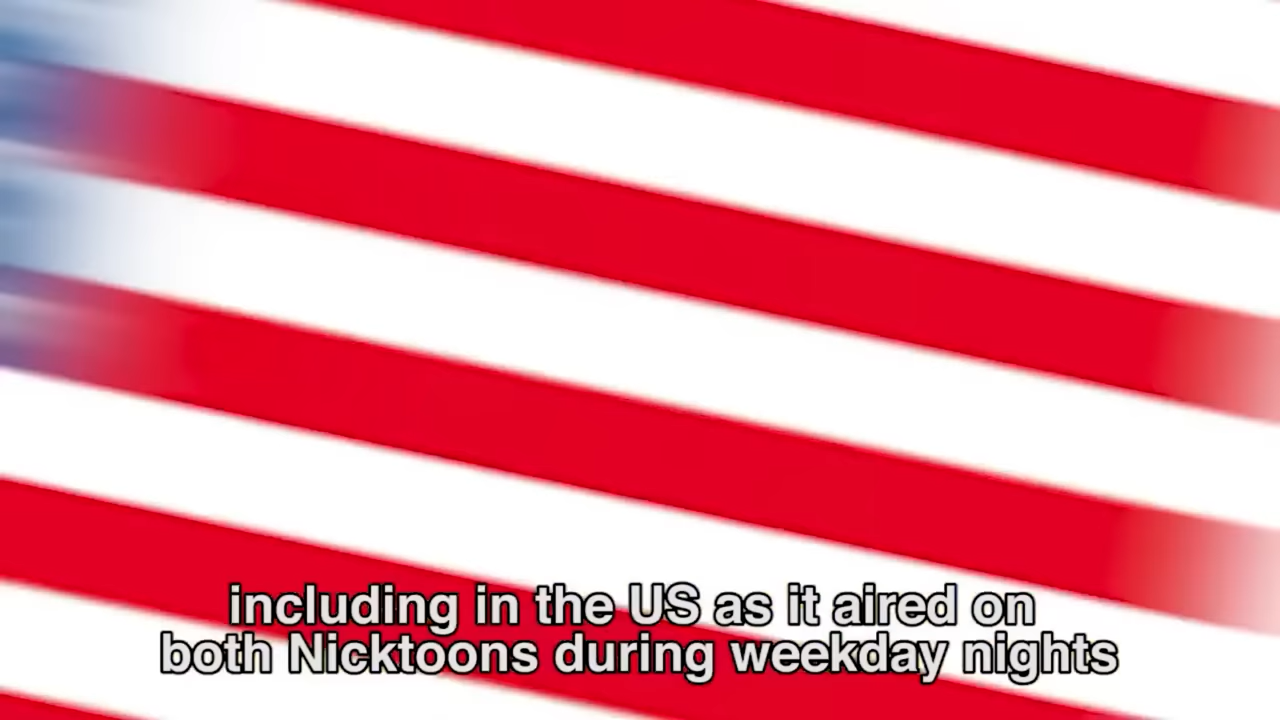 including in the US as it aired on
both Nicktoons during weekday nights